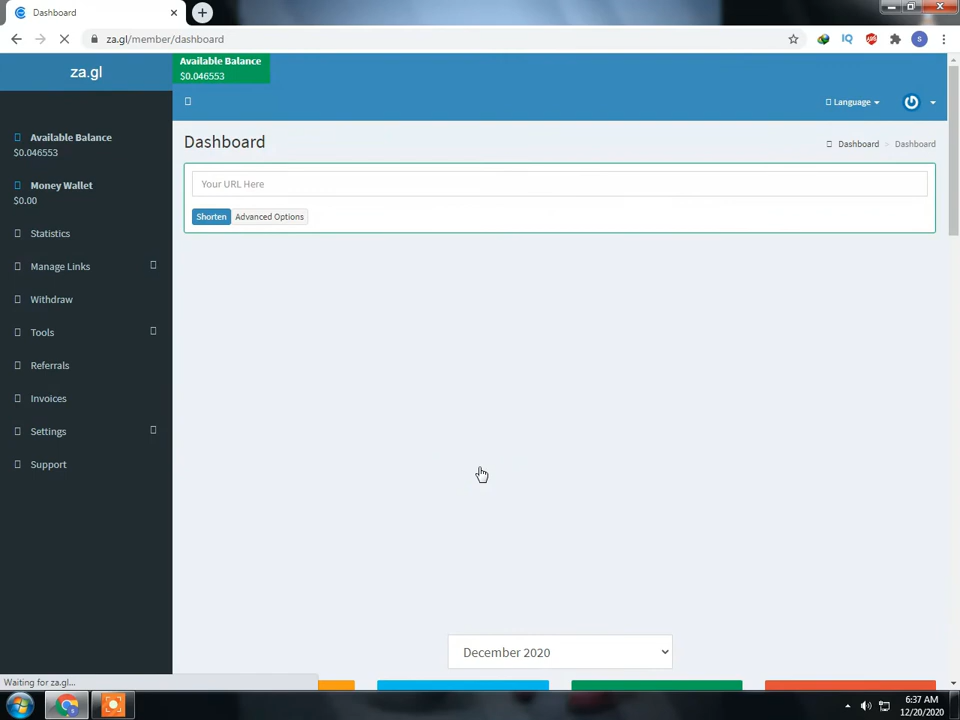 Dashboard
za.gl/member/dashboard
IQ
S
za.gl
Available Balance
$0.046553
Language
Available Balance
$0.046553
Money Wallet
$0.00
Statistics
Manage Links
Withdraw
Tools
Referrals
Invoices
Settings
Support
Dashboard
Dashboard > Dashboard
Your URL Here
Shorten
Advanced Options
December 2020
Waiting for za.gl...
6:37 AM
12/20/2020